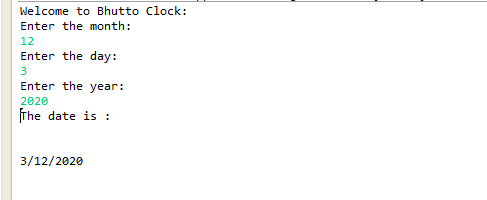 Welcome to Bhutto Clock:
Enter the month:
12
Enter the day:
3
Enter the year:
2020
The date is :
3/12/2020